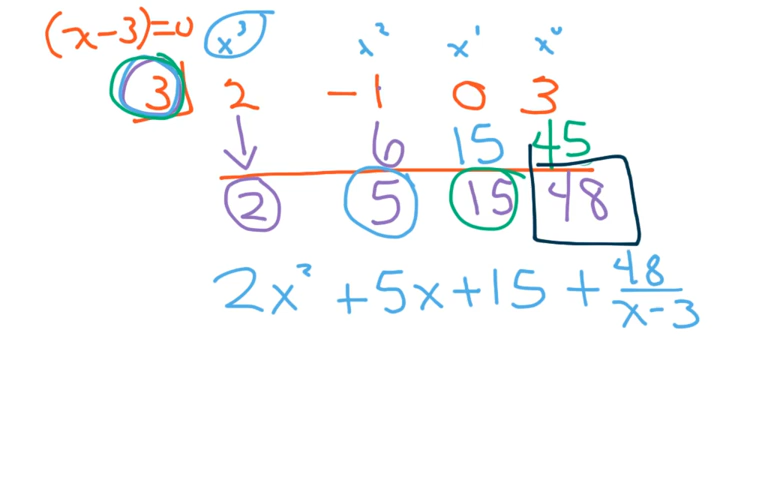 (x-3)=0 x³ x² x¹ x⁰
3 2 -1 0 3
6 15 45
2 5 15 48
2x² + 5x + 15 + 48/(x-3)